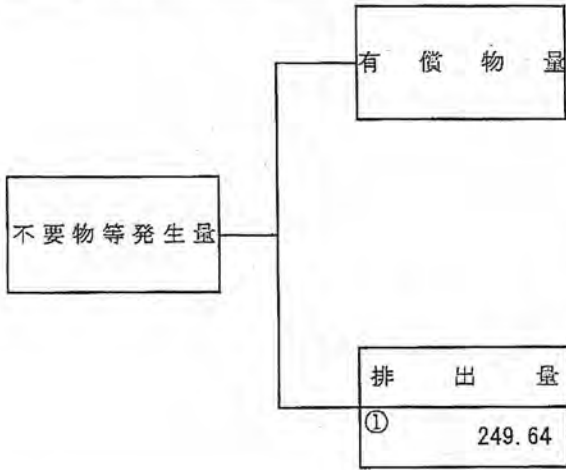 有償物量
不要物等発生量
排出量
①
249.64